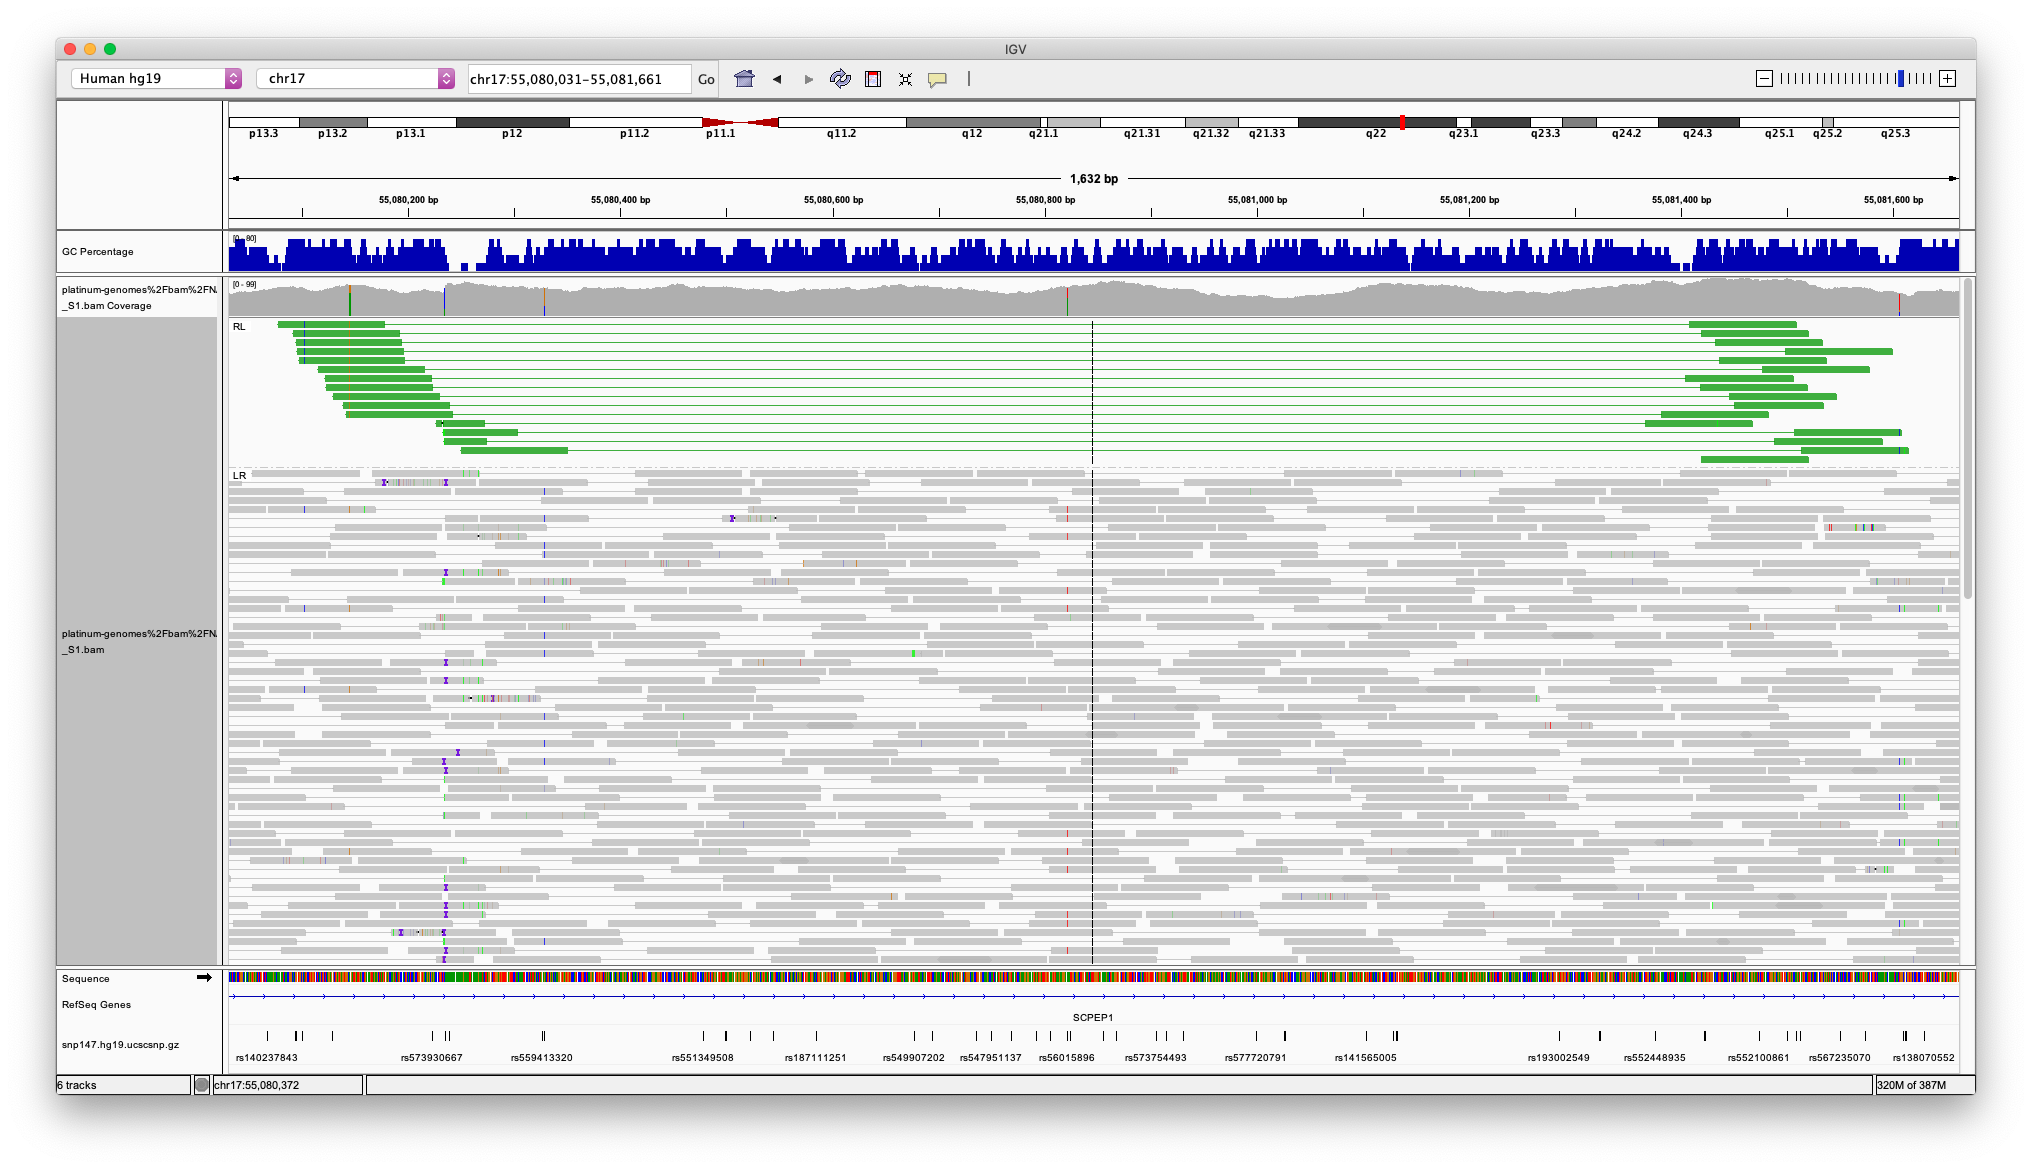 IGV
Human hg19 chr17 chr17:55,080,031-55,081,661 Go
p13.3 p13.2 p13.1 p12 p11.2 p11.1 q11.2 q12 q21.1 q21.31 q21.32 q21.33 q22 q23.1 q23.3 q24.2 q24.3 q25.1 q25.2 q25.3
1,632 bp
55,080,200 bp 55,080,400 bp 55,080,600 bp 55,080,800 bp 55,081,000 bp 55,081,200 bp 55,081,400 bp 55,081,600 bp
[0 - 80]
GC Percentage
[0 - 99]
platinum-genomes%2Fbam%2FN
_S1.bam Coverage
RL
LR
platinum-genomes%2Fbam%2FN
_S1.bam
Sequence
RefSeq Genes
SCPEP1
snp147.hg19.ucscsnp.gz
rs140237843 rs573930667 rs559413320 rs551349508 rs187111251 rs549907202 rs547951137 rs56015896 rs573754493 rs577720791 rs141565005 rs193002549 rs552448935 rs552100861 rs567235070 rs138070552
6 tracks chr17:55,080,372 320M of 387M